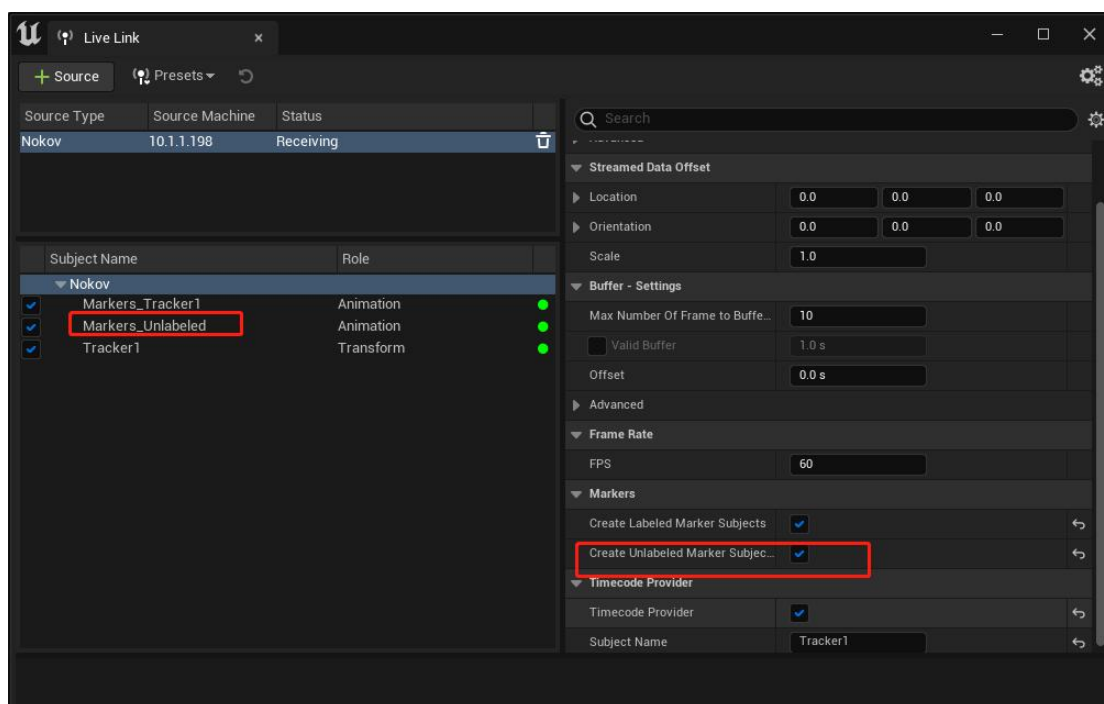 Live Link
Source Presets
Source Type Source Machine Status
Nokov 10.1.1.198 Receiving
Subject Name Role
Nokov
Markers_Tracker1 Animation
Markers_Unlabeled Animation
Tracker1 Transform
Search
Streamed Data Offset
Location 0.0 0.0 0.0
Orientation 0.0 0.0 0.0
Scale 1.0
Buffer - Settings
Max Number Of Frame to Buffe... 10
Valid Buffer 1.0 s
Offset 0.0 s
Advanced
Frame Rate
FPS 60
Markers
Create Labeled Marker Subjects
Create Unlabeled Marker Subjec...
Timecode Provider
Timecode Provider
Subject Name Tracker1